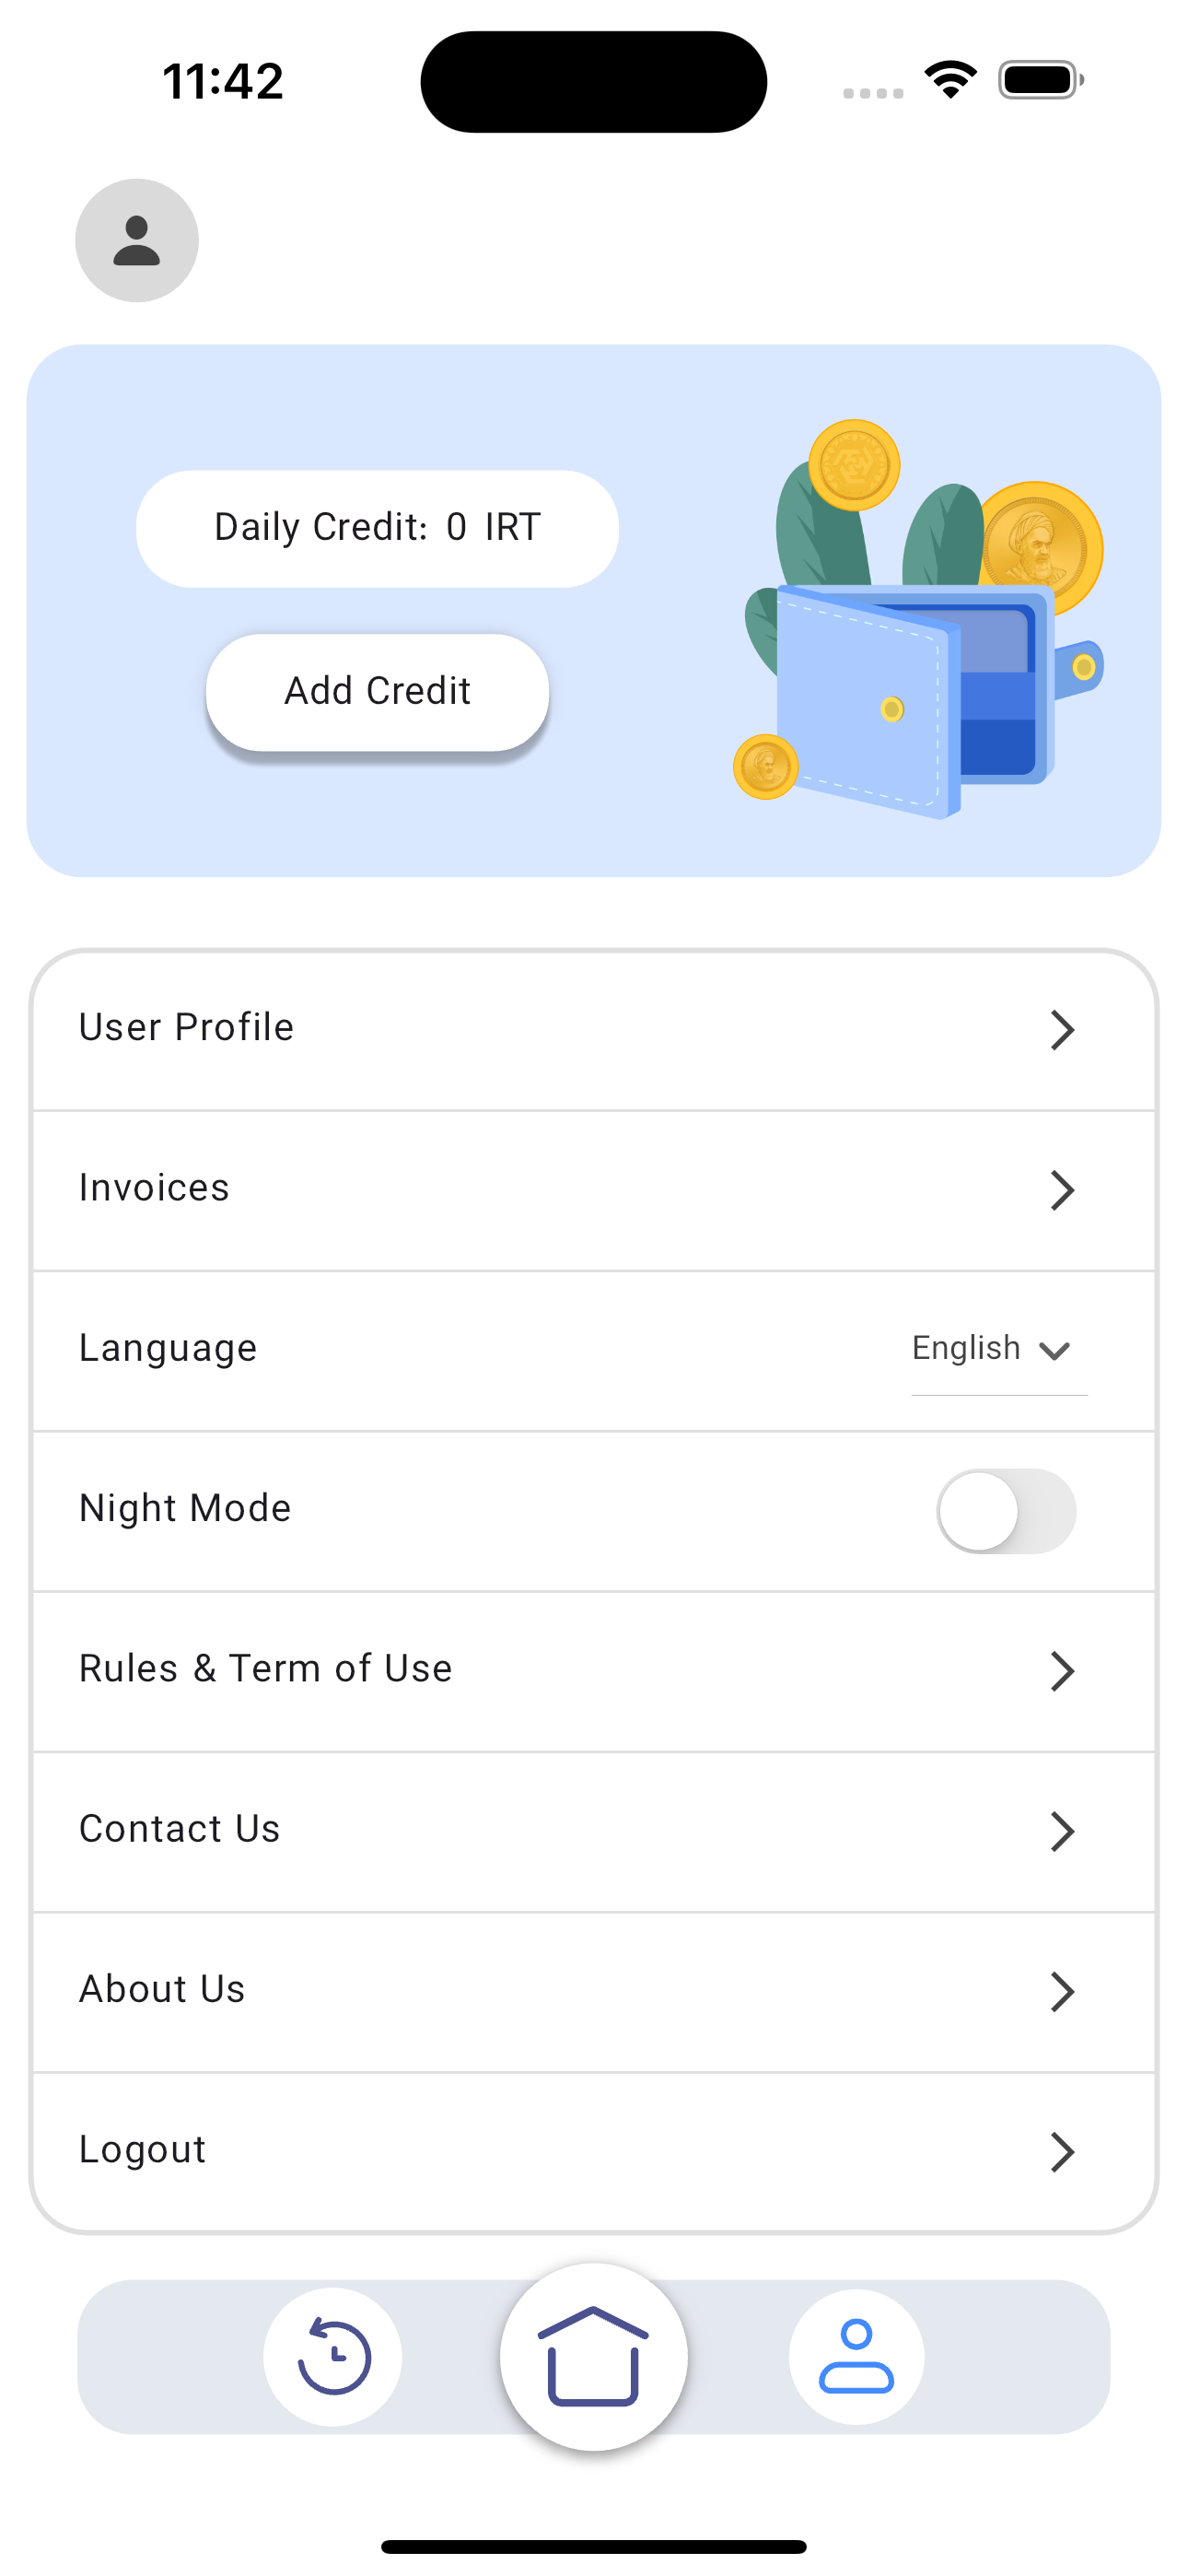 11:42
Daily Credit: 0 IRT
Add Credit
User Profile
Invoices
Language
English
Night Mode
Rules & Term of Use
Contact Us
About Us
Logout